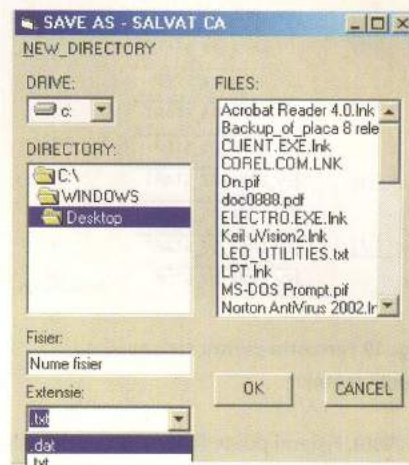 SAVE AS - SALVAT CA
NEW_DIRECTORY
DRIVE:
c:
DIRECTORY:
C:\
WINDOWS
Desktop
FILES:
Acrobat Reader 4.0.lnk
Backup_of_placa 8 rele
CLIENT.EXE.lnk
COREL.COM.LNK
Dn.pif
doc0888.pdf
ELECTRO.EXE.lnk
Keil uVision2.lnk
LEO_UTILITIES.txt
LPT.lnk
MS-DOS Prompt.pif
Norton AntiVirus 2002.lr
Fisier:
Nume fisier
Extensie:
.txt
.dat
.txt
OK
CANCEL